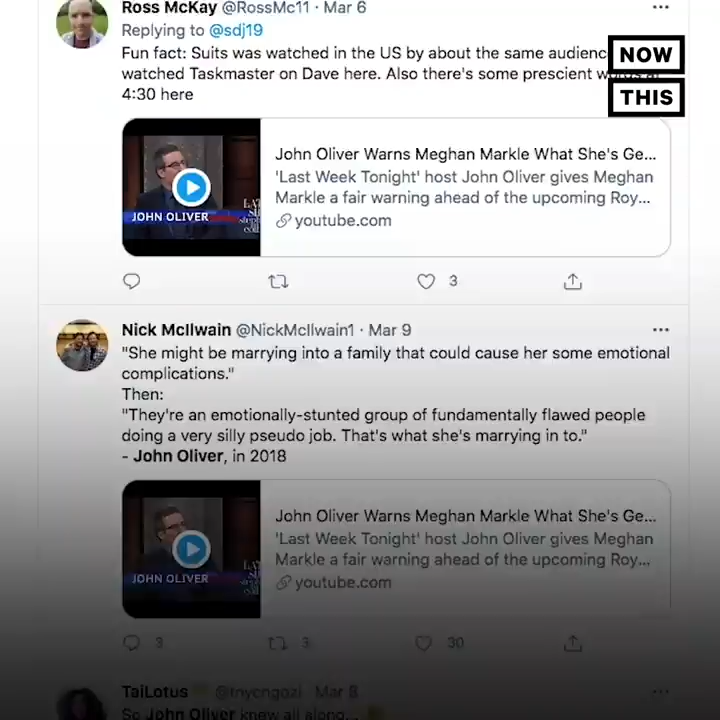 Ross McKay @RossMc11 · Mar 6
Replying to @sdj19
Fun fact: Suits was watched in the US by about the same
watched Taskmaster on Dave here. Also there's some prescient
4:30 here
NOW
THIS
John Oliver Warns Meghan Markle What She's Ge...
'Last Week Tonight' host John Oliver gives Meghan
Markle a fair warning ahead of the upcoming Roy...
youtube.com
JOHN OLIVER
3
Nick McIlwain @NickMcIlwain1 · Mar 9
"She might be marrying into a family that could cause her some emotional
complications."
Then:
"They're an emotionally-stunted group of fundamentally flawed people
doing a very silly pseudo job. That's what she's marrying in to."
- John Oliver, in 2018
John Oliver Warns Meghan Markle What She's Ge...
'Last Week Tonight' host John Oliver gives Meghan
Markle a fair warning ahead of the upcoming Roy...
youtube.com
JOHN OLIVER
3 3 30
TaiLotus @tnycngozi · Mar 8
So John Oliver knew all along...